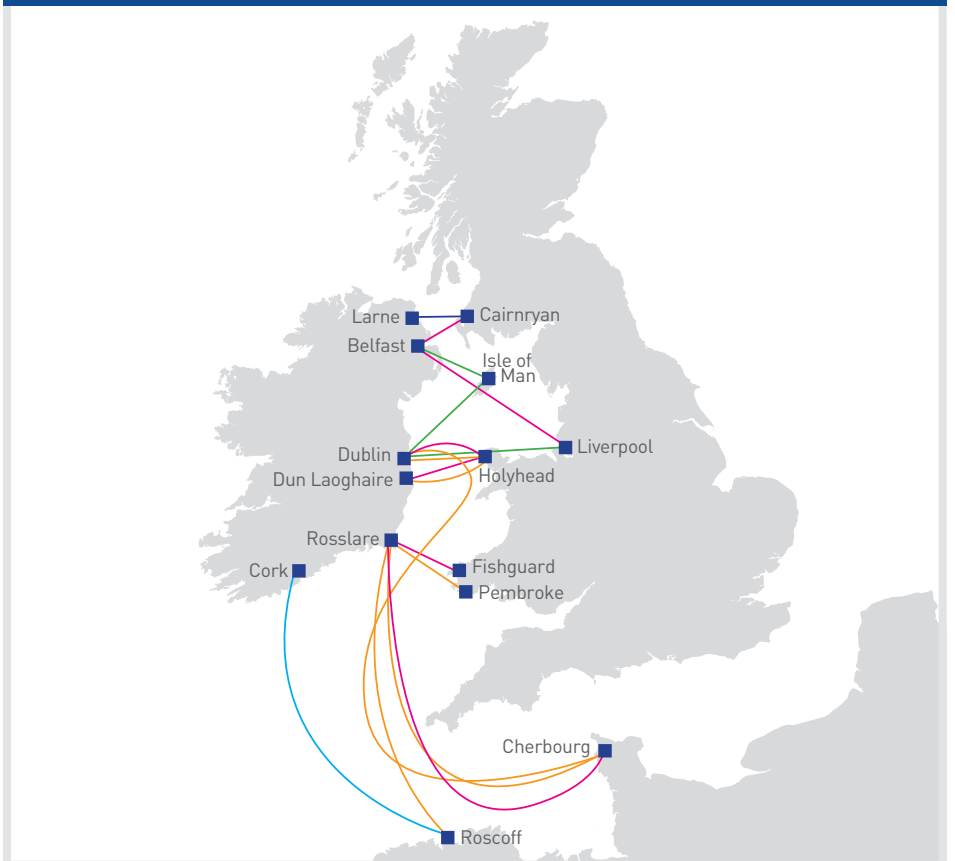 Larne
Cairnryan
Belfast
Isle of
Man
Dublin
Liverpool
Dun Laoghaire
Holyhead
Rosslare
Cork
Fishguard
Pembroke
Cherbourg
Roscoff